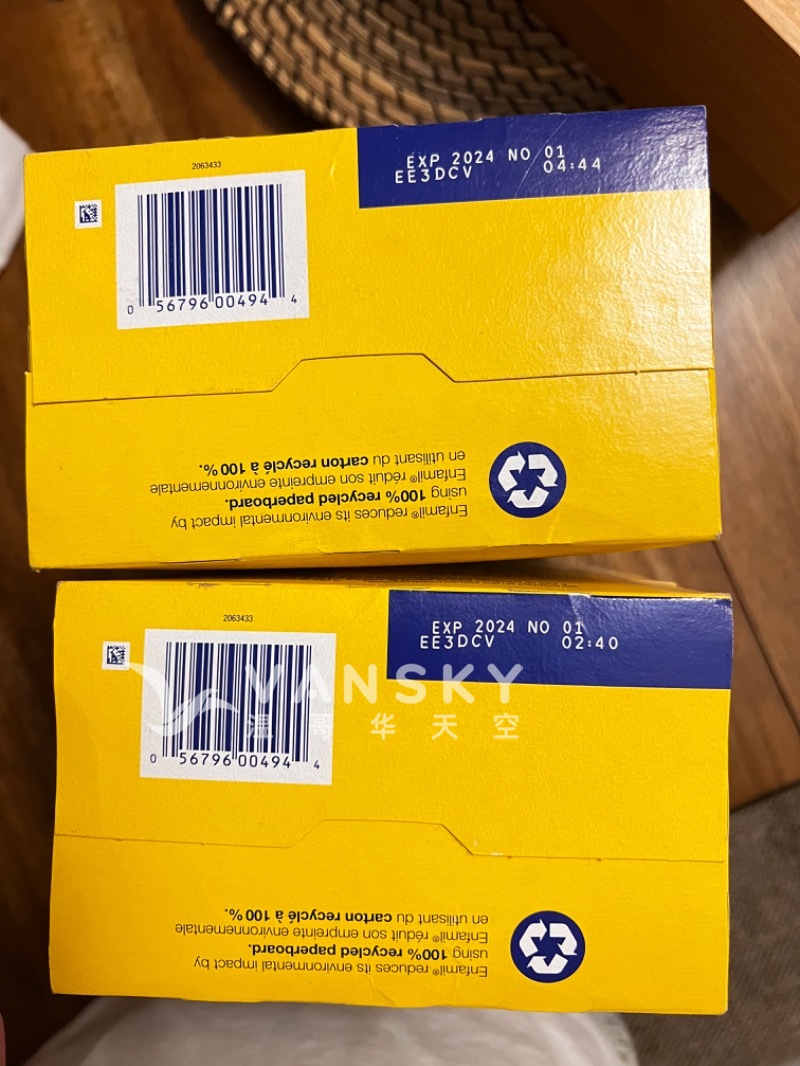 2063433
EXP 2024 NO 01
EE3DCV 04:44
0 56796 00494 4
Enfamil® reduces its environmental impact by
using 100% recycled paperboard.
Enfamil® réduit son empreinte environnementale
en utilisant du carton recyclé à 100 %.
2063433
EXP 2024 NO 01
EE3DCV 02:40
VANSKY
温哥华天空
0 56796 00494 4
Enfamil® reduces its environmental impact by
using 100% recycled paperboard.
Enfamil® réduit son empreinte environnementale
en utilisant du carton recyclé à 100 %.